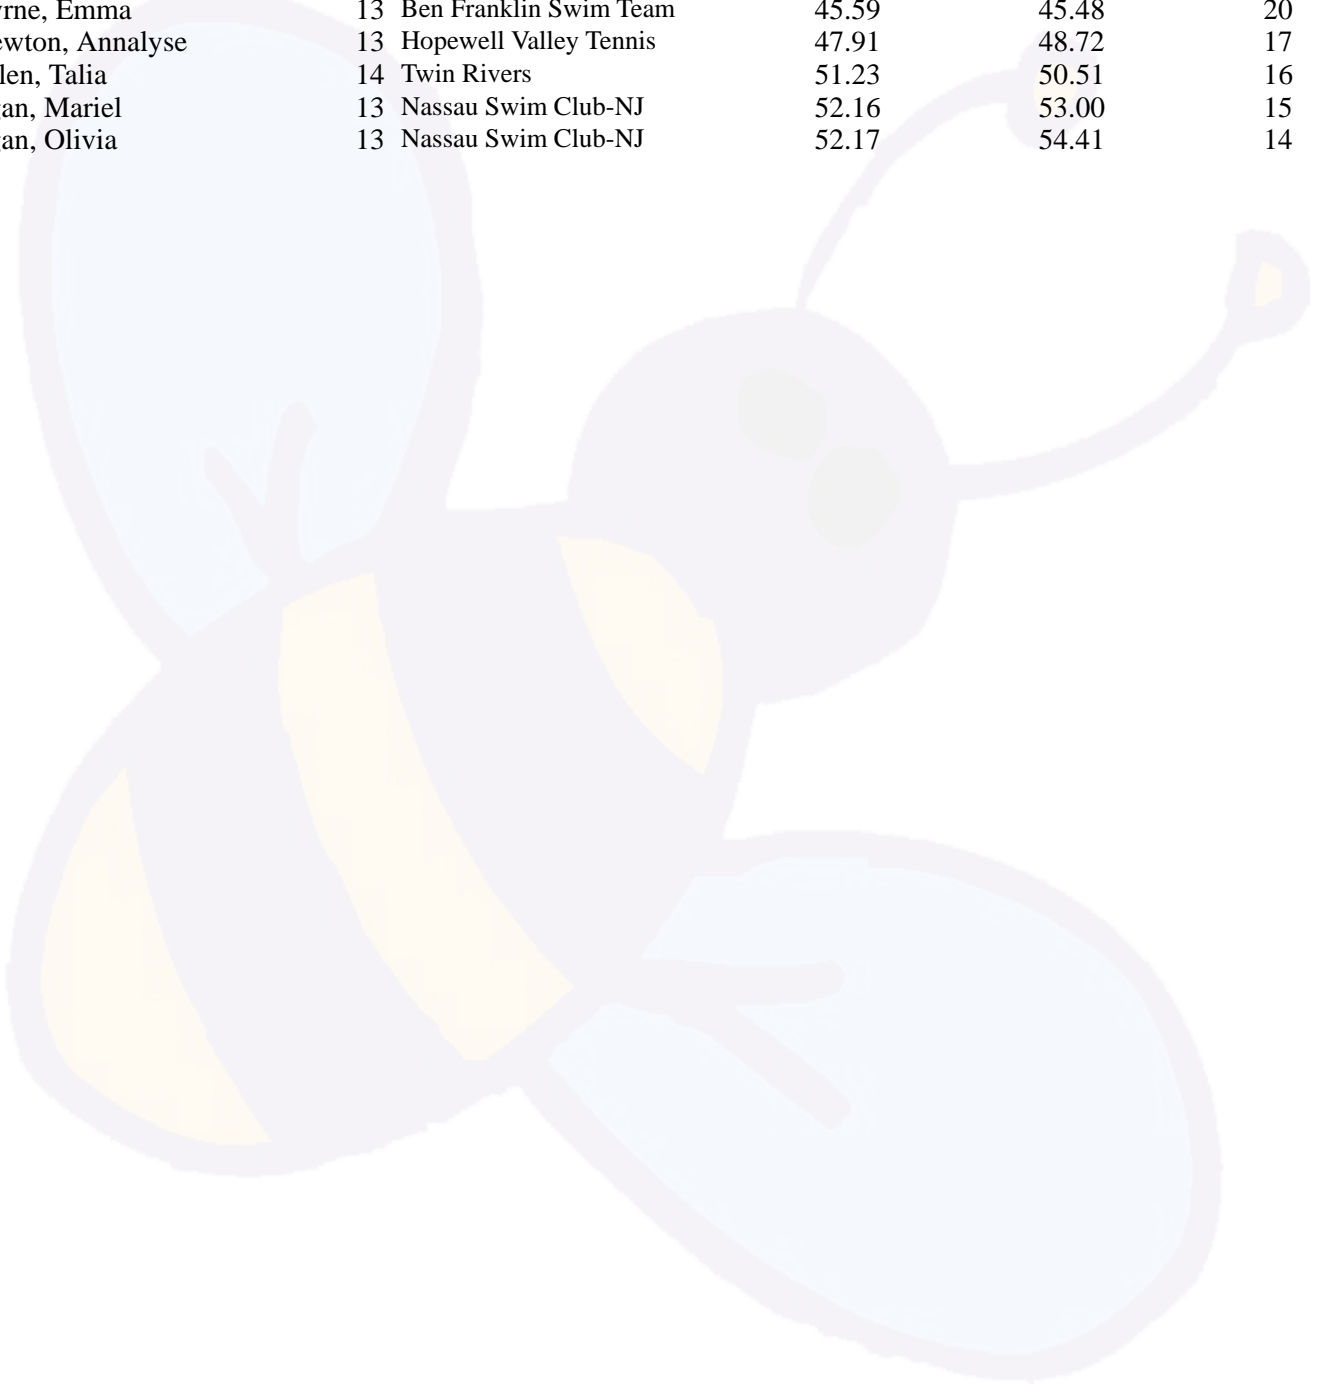 rne, Emma 13 Ben Franklin Swim Team 45.59 45.48 20
ewton, Annalyse 13 Hopewell Valley Tennis 47.91 48.72 17
len, Talia 14 Twin Rivers 51.23 50.51 16
an, Mariel 13 Nassau Swim Club-NJ 52.16 53.00 15
an, Olivia 13 Nassau Swim Club-NJ 52.17 54.41 14